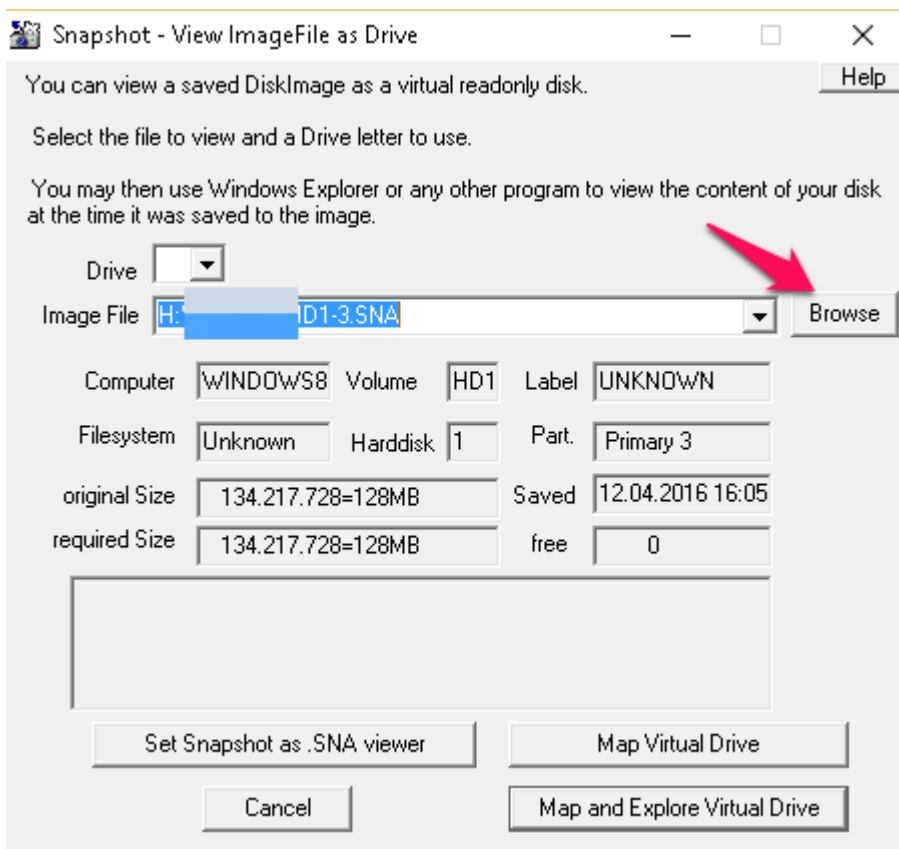 Snapshot - View ImageFile as Drive
Help
You can view a saved DiskImage as a virtual readonly disk.
Select the file to view and a Drive letter to use.
You may then use Windows Explorer or any other program to view the content of your disk
at the time it was saved to the image.
Drive
Image File H: HD1-3.SNA Browse
Computer WINDOWS8 Volume HD1 Label UNKNOWN
Filesystem Unknown Harddisk 1 Part. Primary 3
original Size 134.217.728=128MB Saved 12.04.2016 16:05
required Size 134.217.728=128MB free 0
Set Snapshot as .SNA viewer Map Virtual Drive
Cancel Map and Explore Virtual Drive